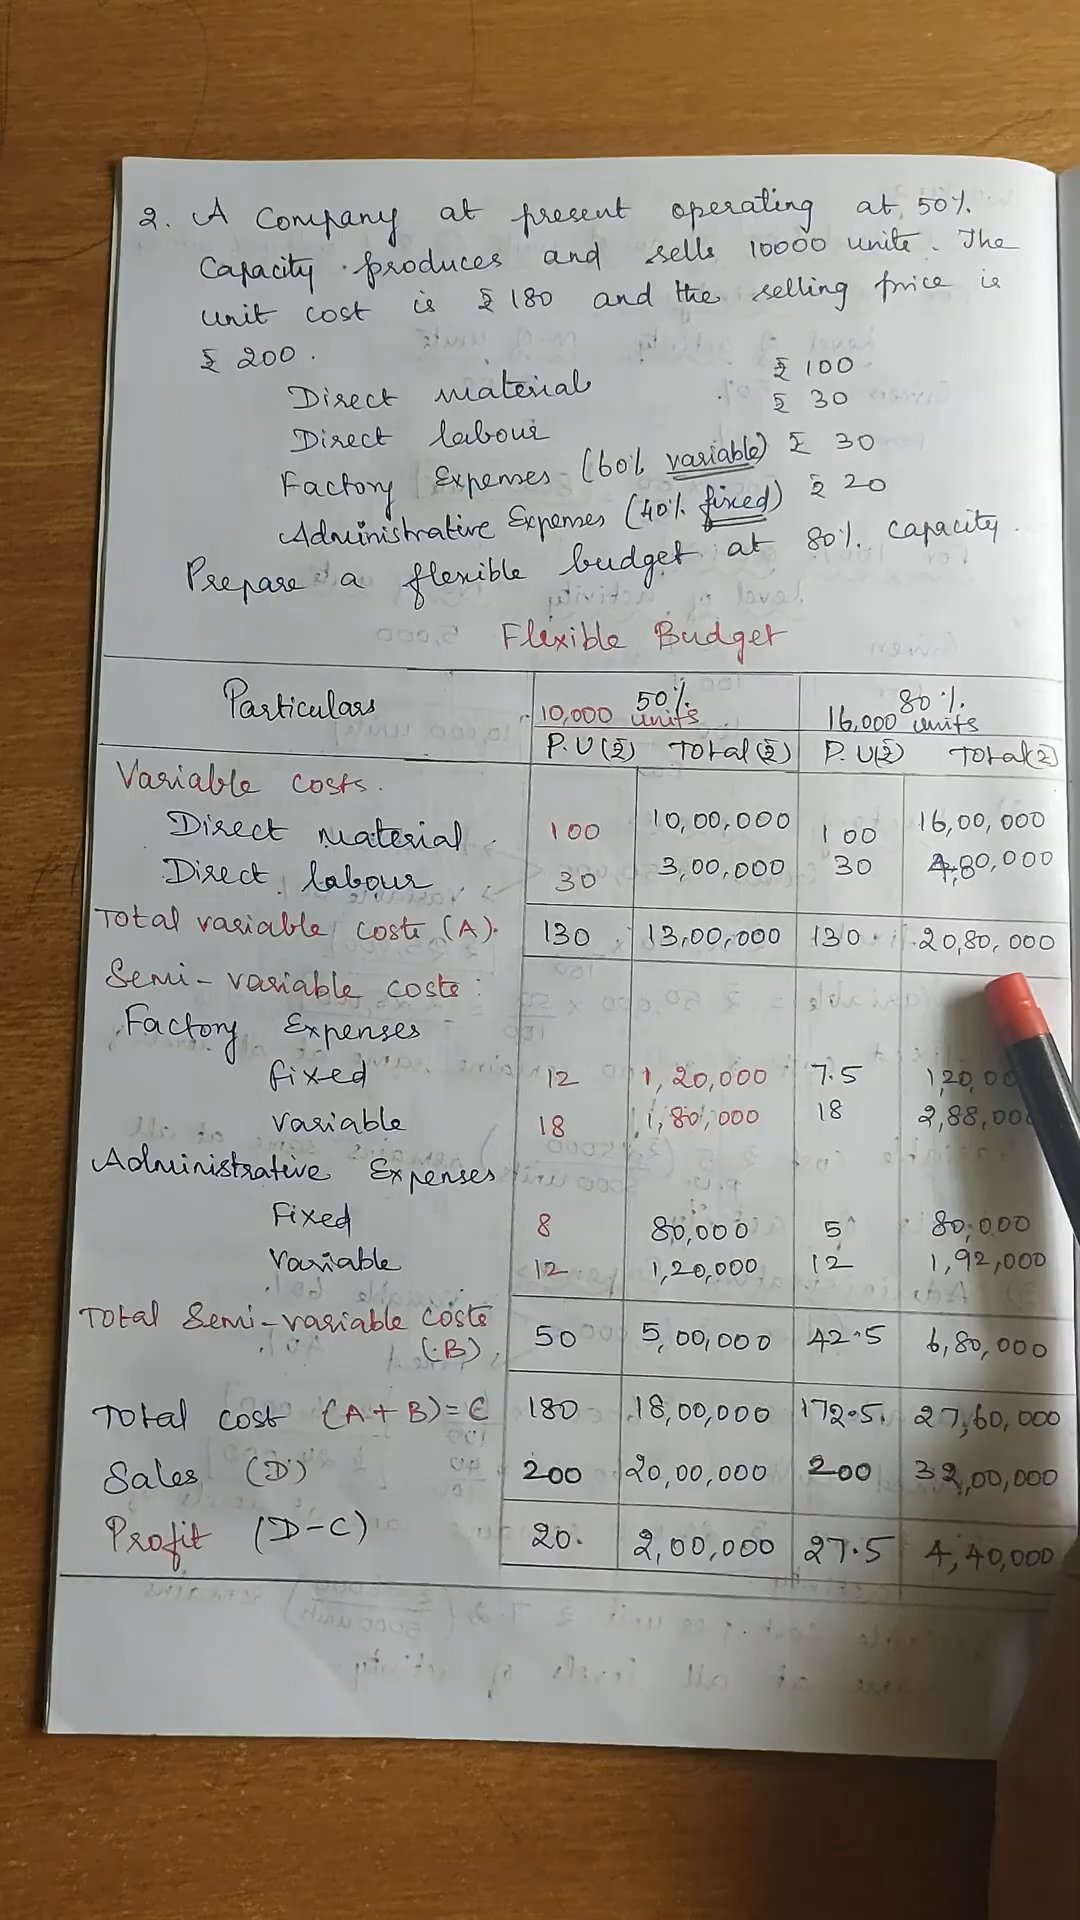 2. A Company at present operating at 50%
Capacity produces and sells 10000 units. The
unit cost is ₹ 180 and the selling price is
₹ 200.
Direct material ₹ 100
Direct labour ₹ 30
Factory Expenses (60% variable) ₹ 30
Administrative Expenses (40% fixed) ₹ 20
Prepare a flexible budget at 80% capacity.
Flexible Budget
Particulars 50% 80%
10,000 units 16,000 units
P.U(₹) Total(₹) P.U(₹) Total(₹)
Variable costs.
Direct material 100 10,00,000 100 16,00,000
Direct labour 30 3,00,000 30 4,80,000
Total variable costs (A). 130 13,00,000 130 20,80,000
Semi-variable costs:
Factory Expenses
fixed 12 1,20,000 7.5 1,20,00
variable 18 1,80,000 18 2,88,000
Administrative Expenses
Fixed 8 80,000 5 80,000
Variable 12 1,20,000 12 1,92,000
Total Semi-variable costs
(B) 50 5,00,000 42.5 6,80,000
Total cost (A+B)=C 180 18,00,000 172.5 27,60,000
Sales (D) 200 20,00,000 200 32,00,000
Profit (D-C) 20. 2,00,000 27.5 4,40,000